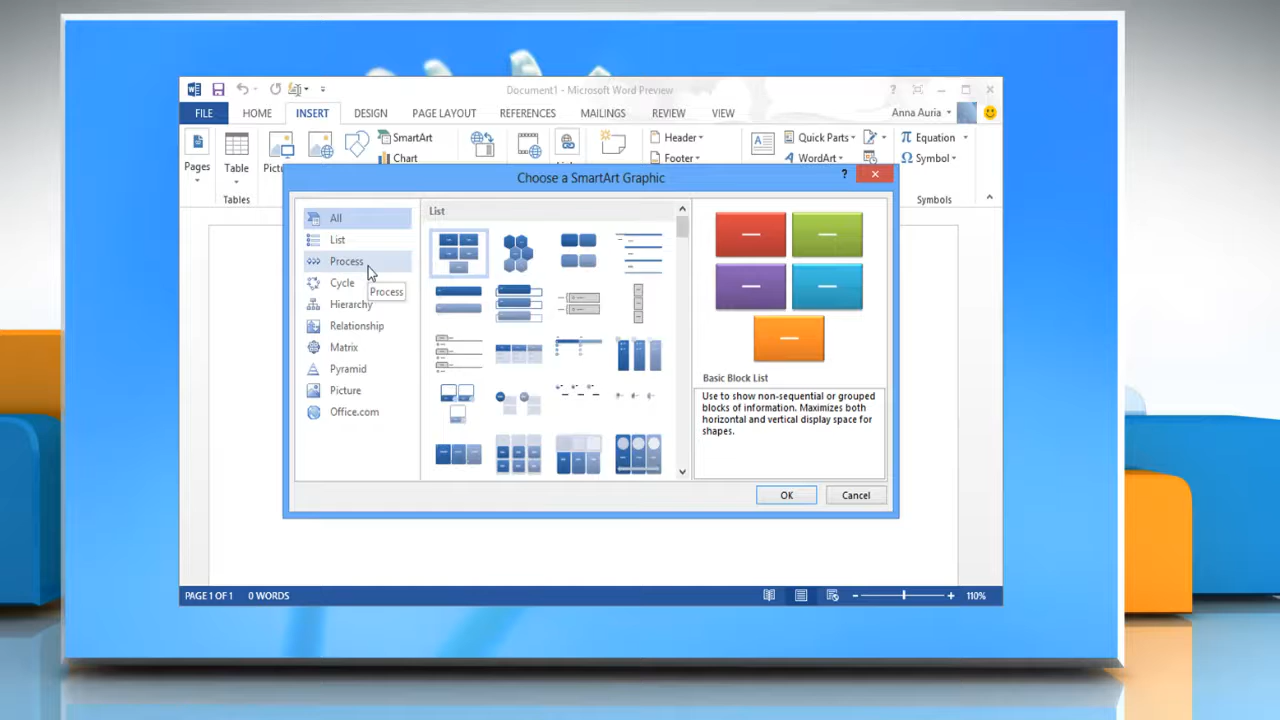 Document1 - Microsoft Word Preview
FILE HOME INSERT DESIGN PAGE LAYOUT REFERENCES MAILINGS REVIEW VIEW Anna Auria
SmartArt Header Quick Parts Equation
Pages Table Chart Footer WordArt Symbol
Tables Symbols
Choose a SmartArt Graphic
All
List
Process
Cycle
Process
Hierarchy
Relationship
Matrix
Pyramid
Picture
Office.com
List
Basic Block List
Use to show non-sequential or grouped
blocks of information. Maximizes both
horizontal and vertical display space for
shapes.
OK Cancel
PAGE 1 OF 1 0 WORDS 110%